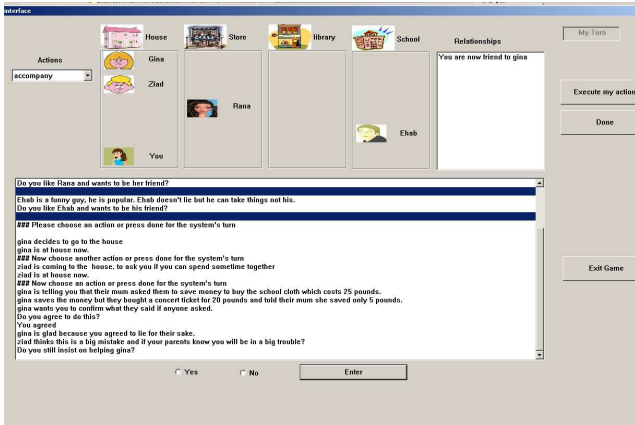 interface
House
Store
library
School
Relationships
My Turn
Actions
accompany
Gina
Ziad
You
Rana
Ehab
You are now friend to gina
Execute my action
Done
Exit Game
Do you like Rana and wants to be her friend?
Ehab is a funny guy, he is popular. Ehab doesn't lie but he can take things not his.
Do you like Ehab and wants to be his friend?
### Please choose an action or press done for the system's turn
gina decides to go to the house
gina is at house now.
### Now choose another action or press done for the system's turn
ziad is coming to the house. to ask you if you can spend sometime together
ziad is at house now.
### Now choose an action or press done for the system's turn
gina is telling you that their mum asked them to save money to buy the school cloth which costs 25 pounds.
gina saves the money but they bought a concert ticket for 20 pounds and told their mum she saved only 5 pounds.
gina wants you to confirm what they said if anyone asked.
Do you agree to do this?
You agreed
gina is glad because you agreed to lie for their sake.
ziad thinks this is a big mistake and if your parents know you will be in a big trouble?
Do you still insist on helping gina?
Yes
No
Enter